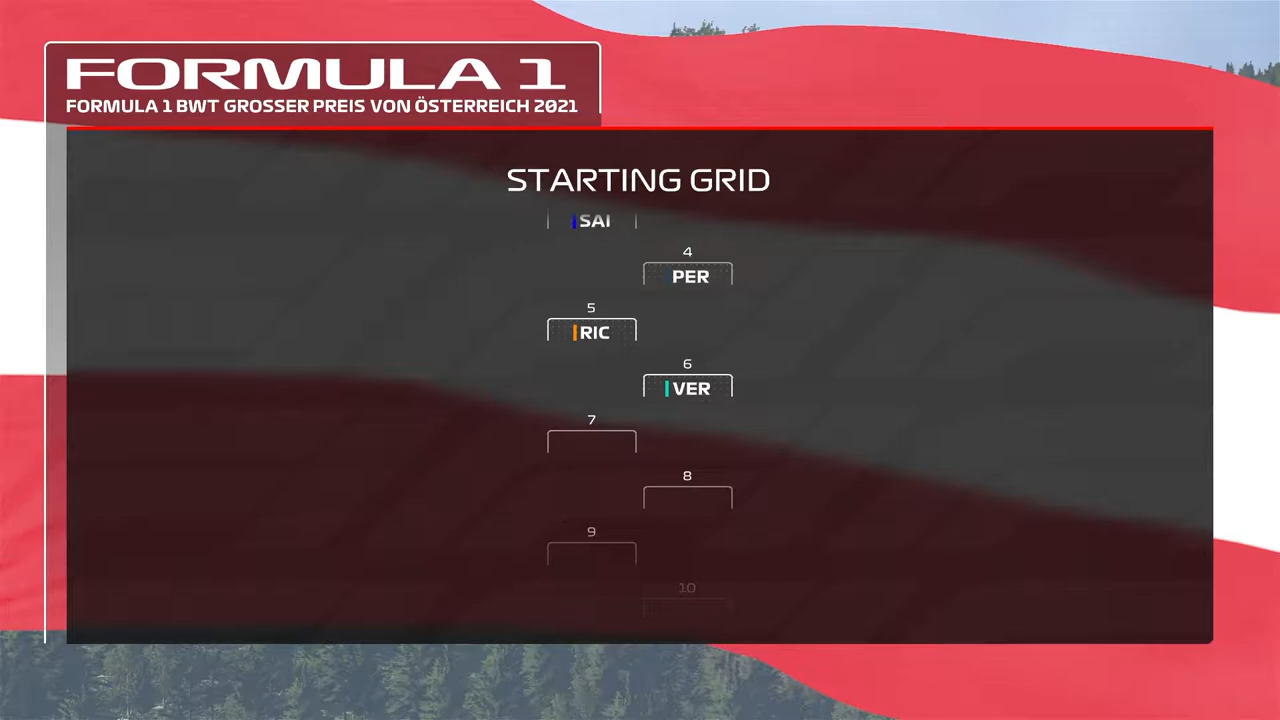 FORMULA 1
FORMULA 1 BWT GROSSER PREIS VON ÖSTERREICH 2021
STARTING GRID
SAI
4
PER
5
RIC
6
VER
7
8
9
10